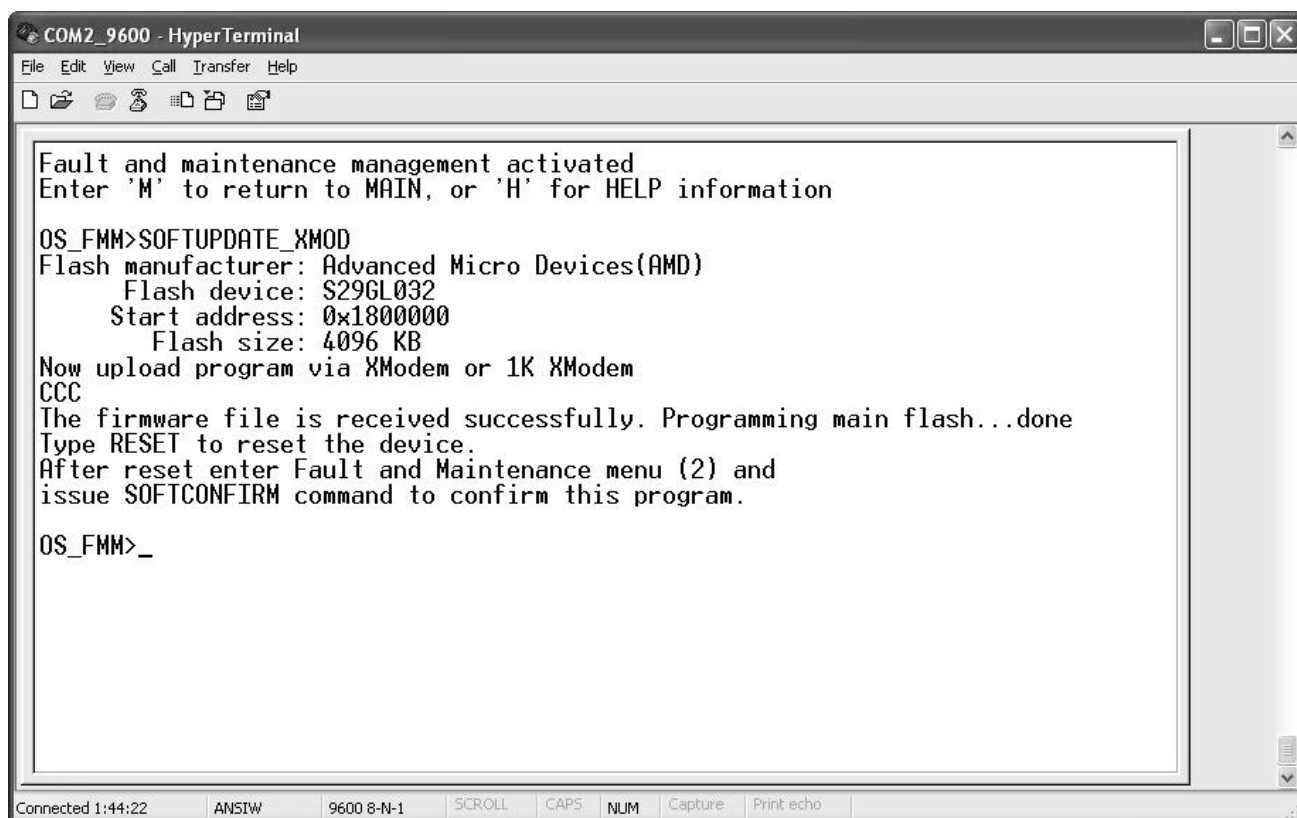 COM2_9600 - HyperTerminal
File Edit View Call Transfer Help
Fault and maintenance management activated
Enter 'M' to return to MAIN, or 'H' for HELP information
OS_FMM>SOFTUPDATE_XMOD
Flash manufacturer: Advanced Micro Devices(AMD)
Flash device: S29GL032
Start address: 0x1800000
Flash size: 4096 KB
Now upload program via XModem or 1K XModem
CCC
The firmware file is received successfully. Programming main flash...done
Type RESET to reset the device.
After reset enter Fault and Maintenance menu (2) and
issue SOFTCONFIRM command to confirm this program.
OS_FMM>_
Connected 1:44:22 ANSIW 9600 8-N-1 SCROLL CAPS NUM Capture Print echo